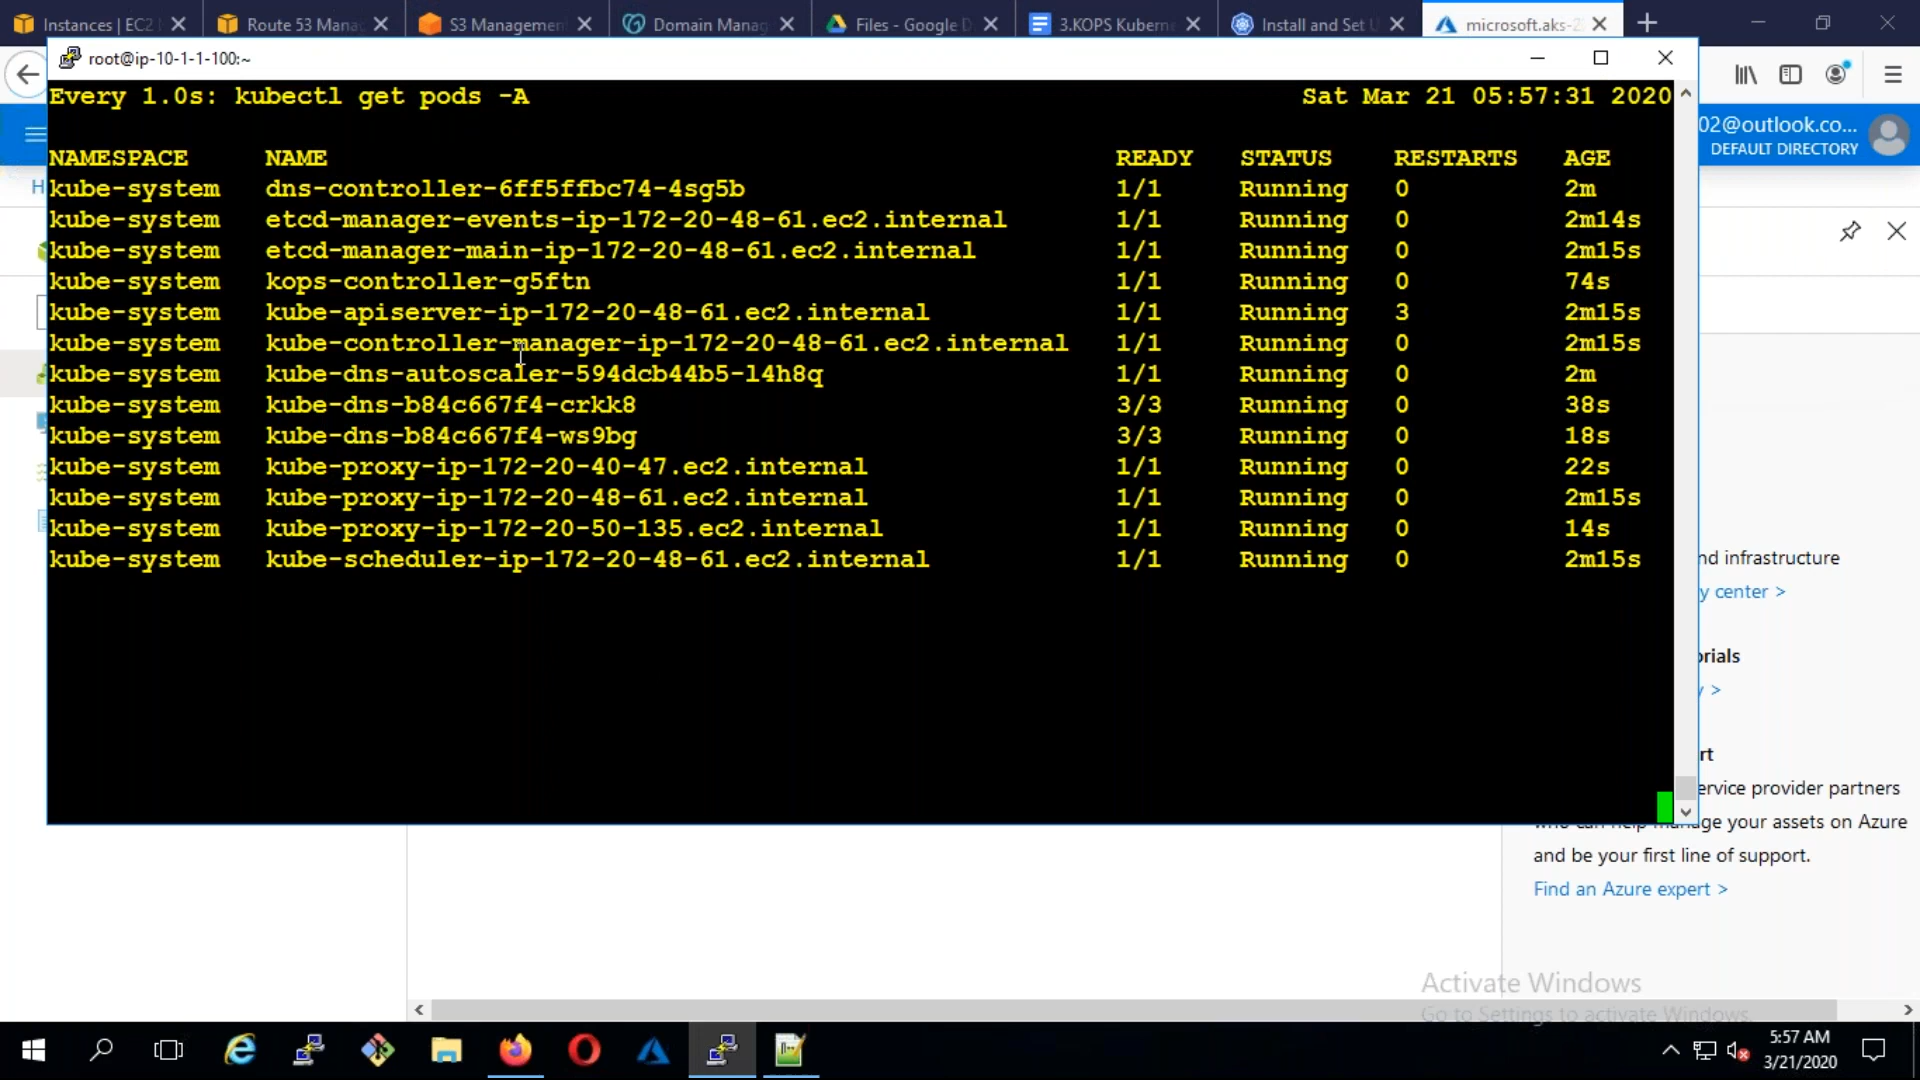 Instances | EC2
Route 53 Mana
S3 Managemen
Domain Manag
Files - Google D
3.KOPS Kuberne
Install and Set U
microsoft.aks-2
root@ip-10-1-1-100:~
02@outlook.co...
DEFAULT DIRECTORY
Every 1.0s: kubectl get pods -A Sat Mar 21 05:57:31 2020
NAMESPACE NAME READY STATUS RESTARTS AGE
kube-system dns-controller-6ff5ffbc74-4sg5b 1/1 Running 0 2m
kube-system etcd-manager-events-ip-172-20-48-61.ec2.internal 1/1 Running 0 2m14s
kube-system etcd-manager-main-ip-172-20-48-61.ec2.internal 1/1 Running 0 2m15s
kube-system kops-controller-g5ftn 1/1 Running 0 74s
kube-system kube-apiserver-ip-172-20-48-61.ec2.internal 1/1 Running 3 2m15s
kube-system kube-controller-manager-ip-172-20-48-61.ec2.internal 1/1 Running 0 2m15s
kube-system kube-dns-autoscaler-594dcb44b5-l4h8q 1/1 Running 0 2m
kube-system kube-dns-b84c667f4-crkk8 3/3 Running 0 38s
kube-system kube-dns-b84c667f4-ws9bg 3/3 Running 0 18s
kube-system kube-proxy-ip-172-20-40-47.ec2.internal 1/1 Running 0 22s
kube-system kube-proxy-ip-172-20-48-61.ec2.internal 1/1 Running 0 2m15s
kube-system kube-proxy-ip-172-20-50-135.ec2.internal 1/1 Running 0 14s
kube-system kube-scheduler-ip-172-20-48-61.ec2.internal 1/1 Running 0 2m15s
nd infrastructure
y center >
orials
>
rt
ervice provider partners
who can help manage your assets on Azure
and be your first line of support.
Find an Azure expert >
Activate Windows
Go to Settings to activate Windows.
5:57 AM
3/21/2020